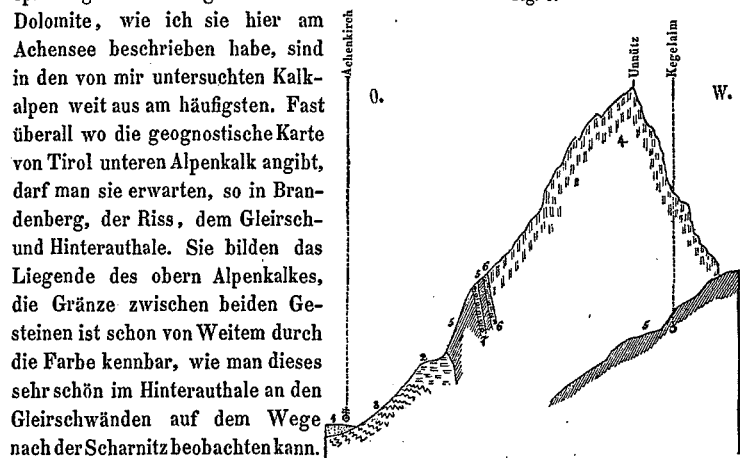 Dolomite, wie ich sie hier am
Achensee beschrieben habe, sind
in den von mir untersuchten Kalk-
alpen weit aus am häufigsten. Fast
überall wo die geognostische Karte
von Tirol unteren Alpenkalk angibt,
darf man sie erwarten, so in Bran-
denberg, der Riss, dem Gleirsch-
und Hinterauthale. Sie bilden das
Liegende des obern Alpenkalkes,
die Gränze zwischen beiden Ge-
steinen ist schon von Weitem durch
die Farbe kennbar, wie man dieses
sehr schön im Hinterauthale an den
Gleirschwänden auf dem Wege
nach der Scharnitz beobachten kann.
Achenkirch
O.
Unnütz
Kegelalm
W.
4
5 6
5
6
2
3
5
3